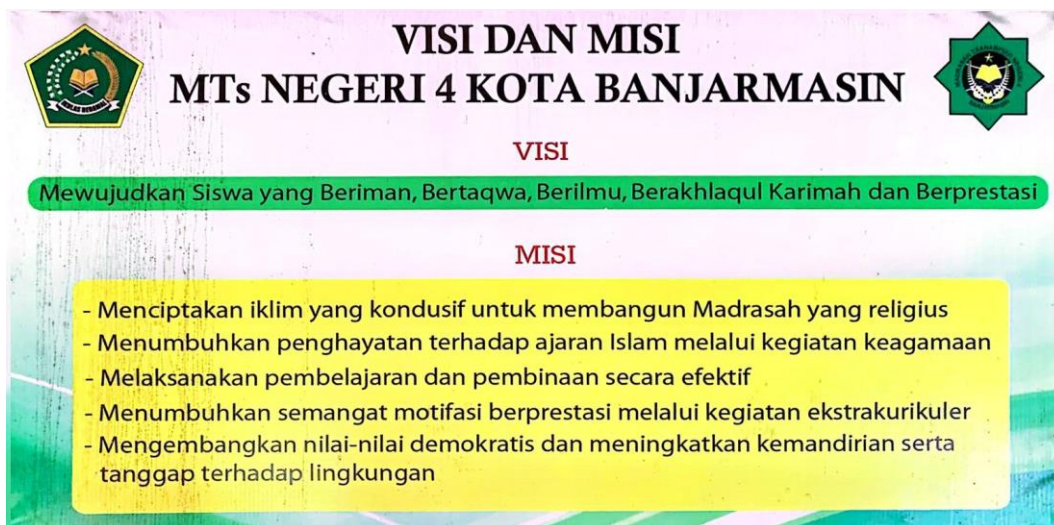 VISI DAN MISI
MTs NEGERI 4 KOTA BANJARMASIN
VISI
Mewujudkan Siswa yang Beriman, Bertaqwa, Berilmu, Berakhlaqul Karimah dan Berprestasi
MISI
- Menciptakan iklim yang kondusif untuk membangun Madrasah yang religius
- Menumbuhkan penghayatan terhadap ajaran Islam melalui kegiatan keagamaan
- Melaksanakan pembelajaran dan pembinaan secara efektif
- Menumbuhkan semangat motifasi berprestasi melalui kegiatan ekstrakurikuler
- Mengembangkan nilai-nilai demokratis dan meningkatkan kemandirian serta
tanggap terhadap lingkungan